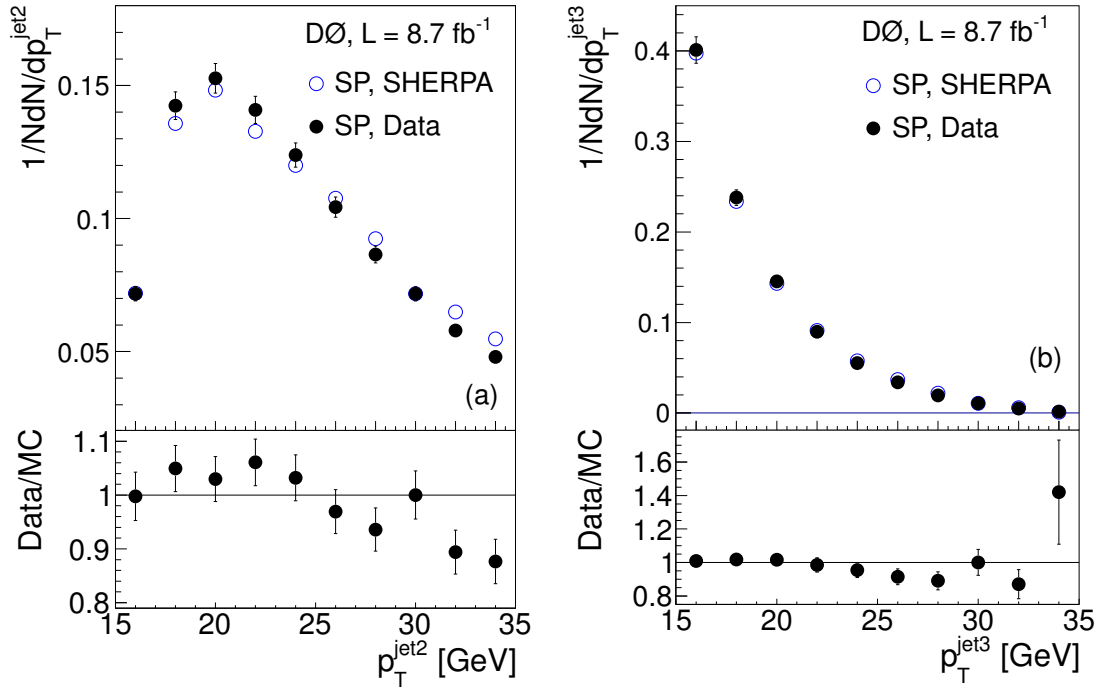 1/NdN/dp_T^jet2
DØ, L = 8.7 fb⁻¹
SP, SHERPA
SP, Data
0.15
0.1
0.05
(a)
Data/MC
1.1
1
0.9
0.8
15 20 25 30 35
p_T^jet2 [GeV]
1/NdN/dp_T^jet3
DØ, L = 8.7 fb⁻¹
SP, SHERPA
SP, Data
0.4
0.3
0.2
0.1
0
(b)
Data/MC
1.6
1.4
1.2
1
0.8
15 20 25 30 35
p_T^jet3 [GeV]